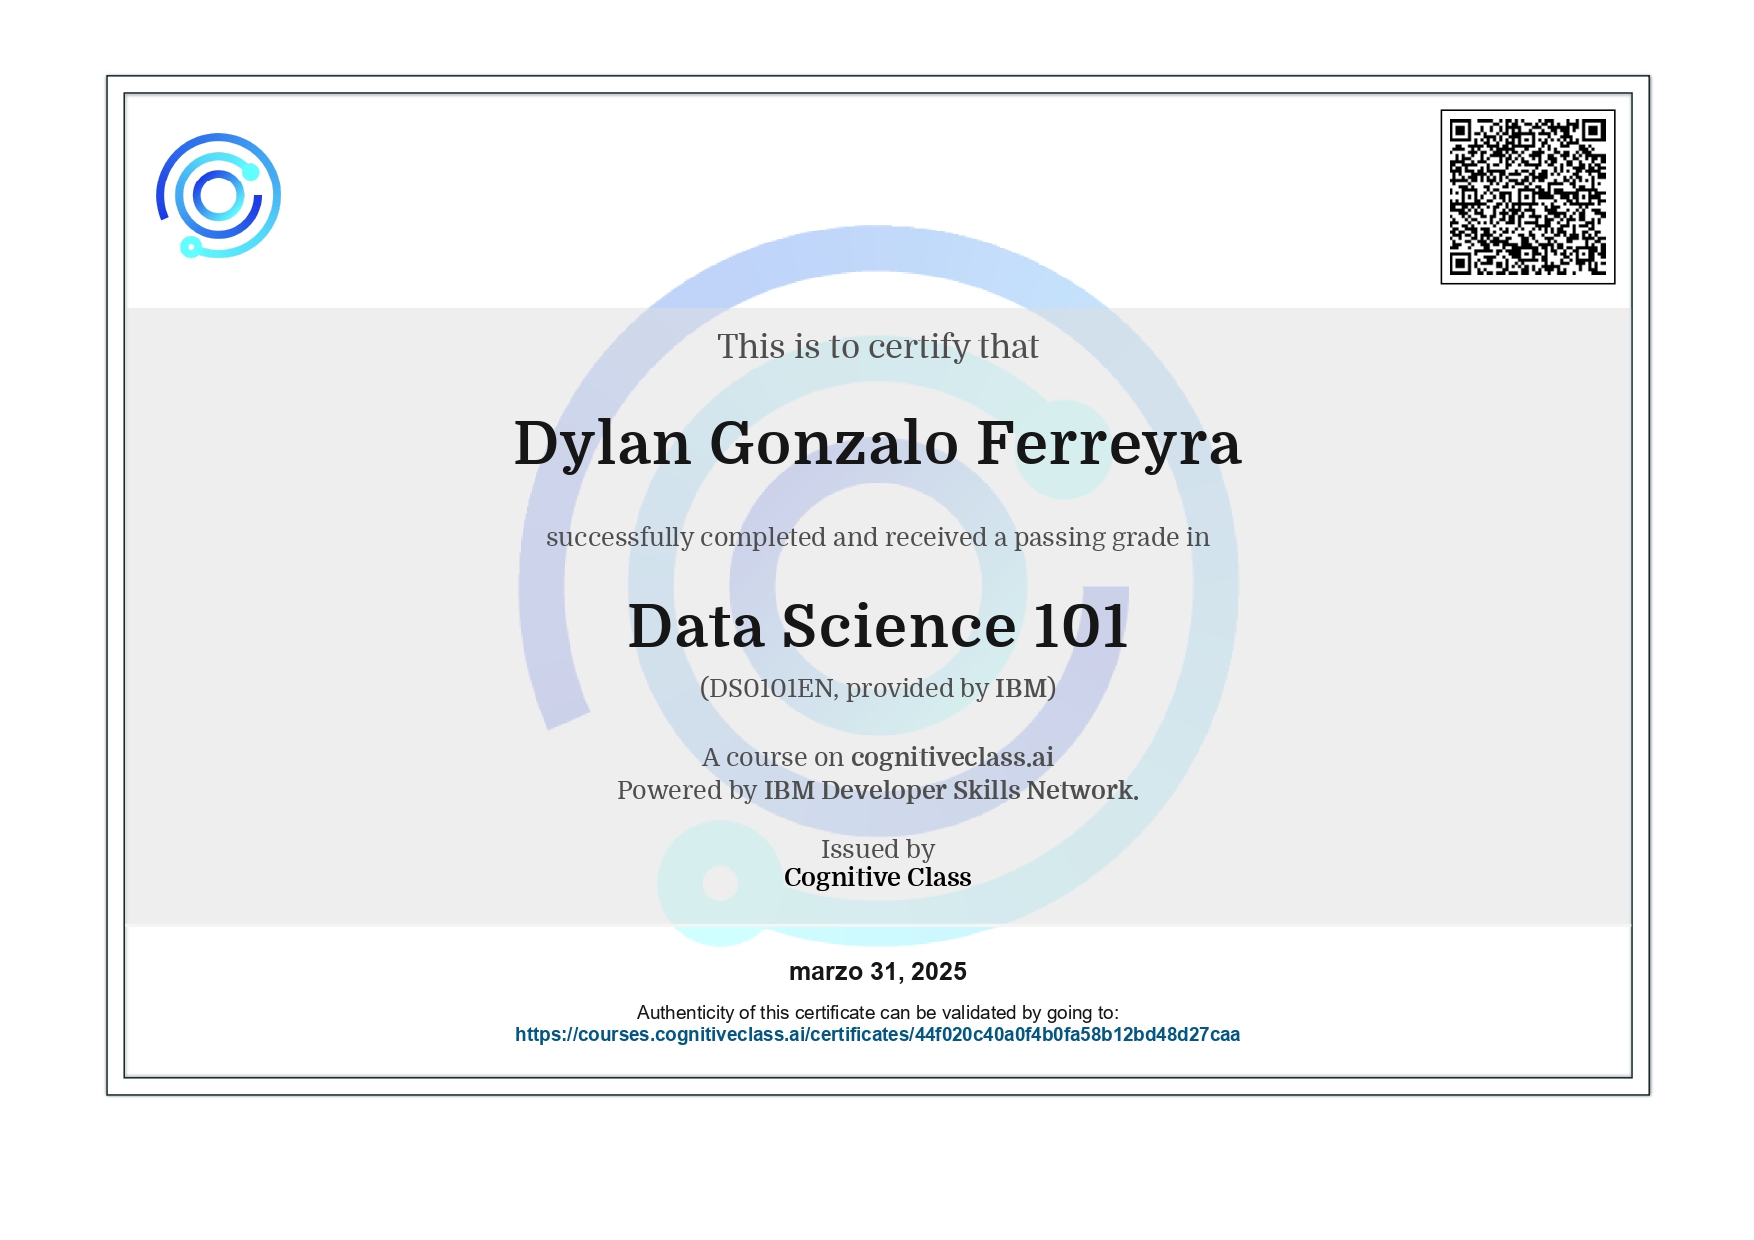 This is to certify that
Dylan Gonzalo Ferreyra
successfully completed and received a passing grade in
Data Science 101
(DS0101EN, provided by IBM)
A course on cognitiveclass.ai
Powered by IBM Developer Skills Network.
Issued by
Cognitive Class
marzo 31, 2025
Authenticity of this certificate can be validated by going to:
https://courses.cognitiveclass.ai/certificates/44f020c40a0f4b0fa58b12bd48d27caa